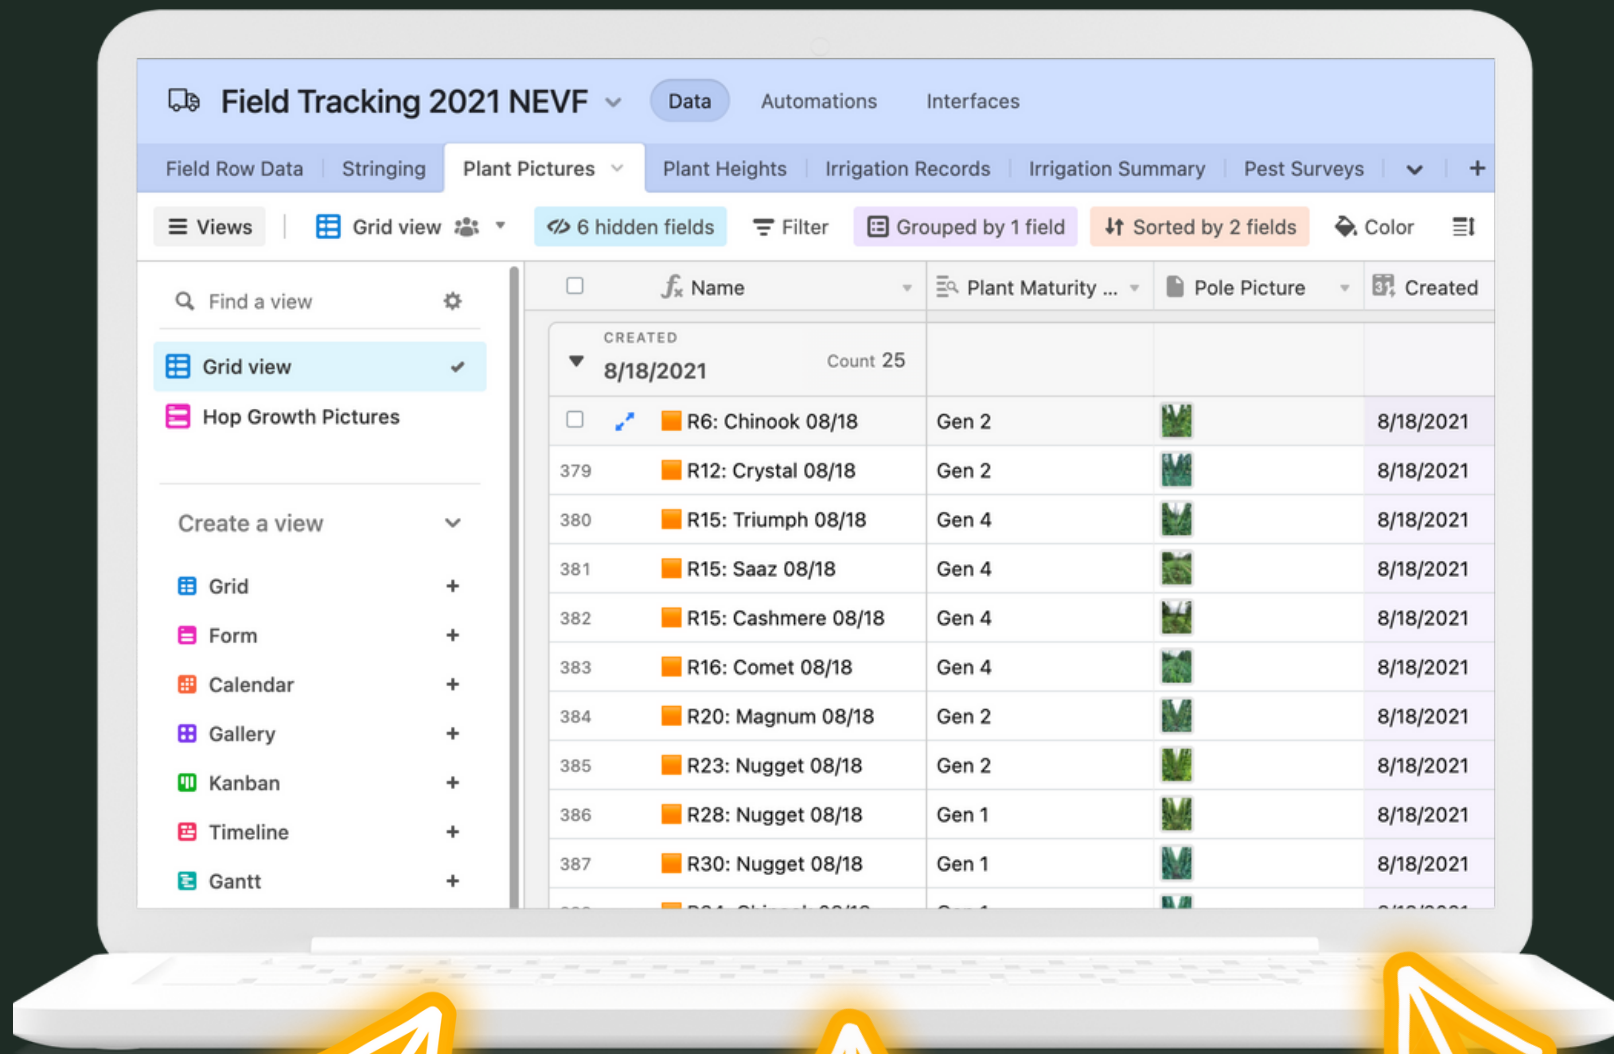 Field Tracking 2021 NEVF Data Automations Interfaces
Field Row Data Stringing Plant Pictures Plant Heights Irrigation Records Irrigation Summary Pest Surveys +
Views Grid view 6 hidden fields Filter Grouped by 1 field Sorted by 2 fields Color
Find a view
Grid view
Hop Growth Pictures
Create a view
Grid +
Form +
Calendar +
Gallery +
Kanban +
Timeline +
Gantt +
Name Plant Maturity ... Pole Picture Created
CREATED
8/18/2021 Count 25
R6: Chinook 08/18 Gen 2 8/18/2021
379 R12: Crystal 08/18 Gen 2 8/18/2021
380 R15: Triumph 08/18 Gen 4 8/18/2021
381 R15: Saaz 08/18 Gen 4 8/18/2021
382 R15: Cashmere 08/18 Gen 4 8/18/2021
383 R16: Comet 08/18 Gen 4 8/18/2021
384 R20: Magnum 08/18 Gen 2 8/18/2021
385 R23: Nugget 08/18 Gen 2 8/18/2021
386 R28: Nugget 08/18 Gen 1 8/18/2021
387 R30: Nugget 08/18 Gen 1 8/18/2021